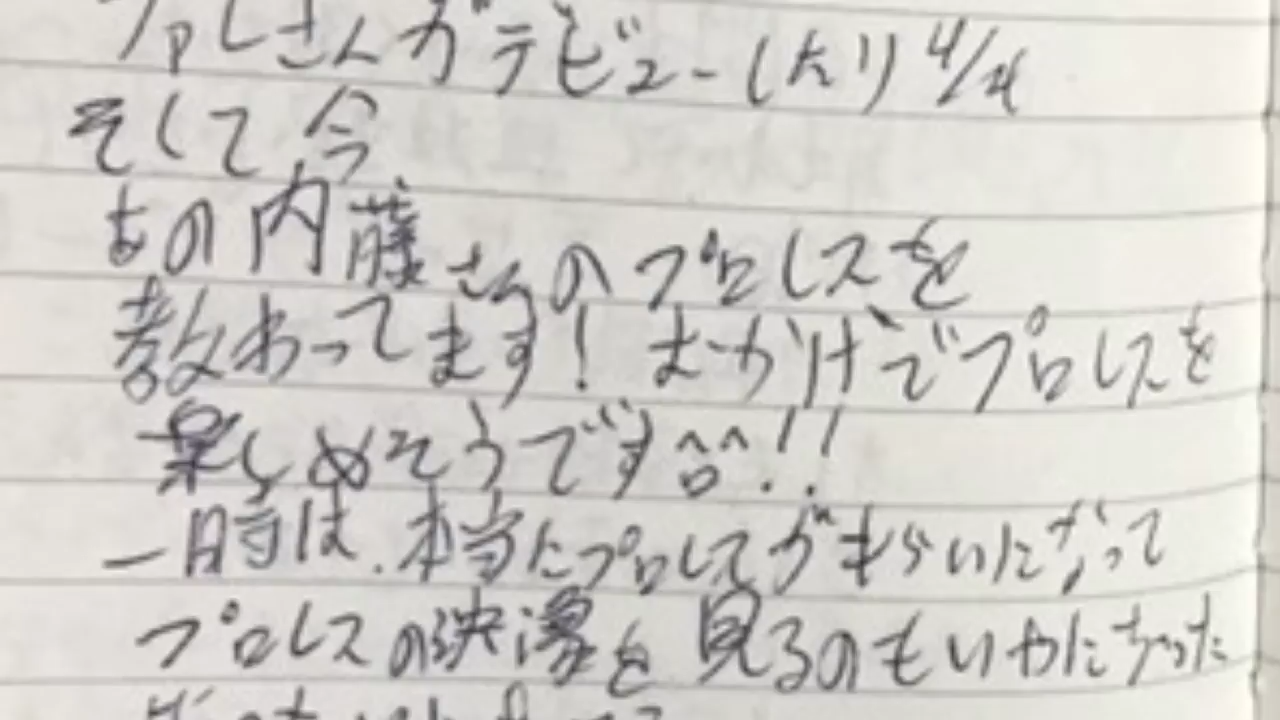 ファレさんがデビューしたり 4/4
そして今
あの内藤さんのプロレスを
教わってます！おかげでプロレスを
楽しめそうです^o^!!
一時は、本当にプロレスがきらいになって
プロレスの映像を見るのもいやになった